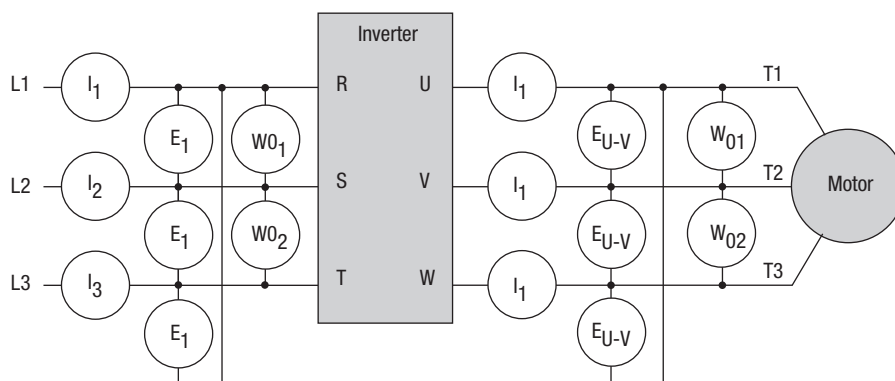 Inverter
L1 I1 R U I1 T1
E1 W01 EU-V W01
L2 I2 S V I1 T2 Motor
E1 W02 EU-V W02
L3 I3 T W I1 T3
E1 EU-V